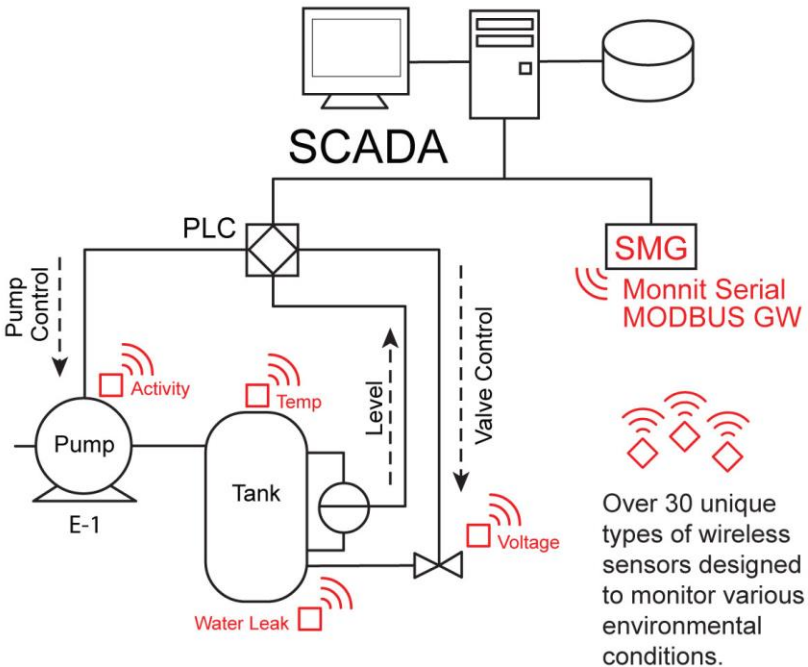 SCADA
PLC
SMG
Monnit Serial
MODBUS GW
Pump
Control
Activity
Temp
Level
Valve Control
Pump
E-1
Tank
Voltage
Water Leak
Over 30 unique
types of wireless
sensors designed
to monitor various
environmental
conditions.